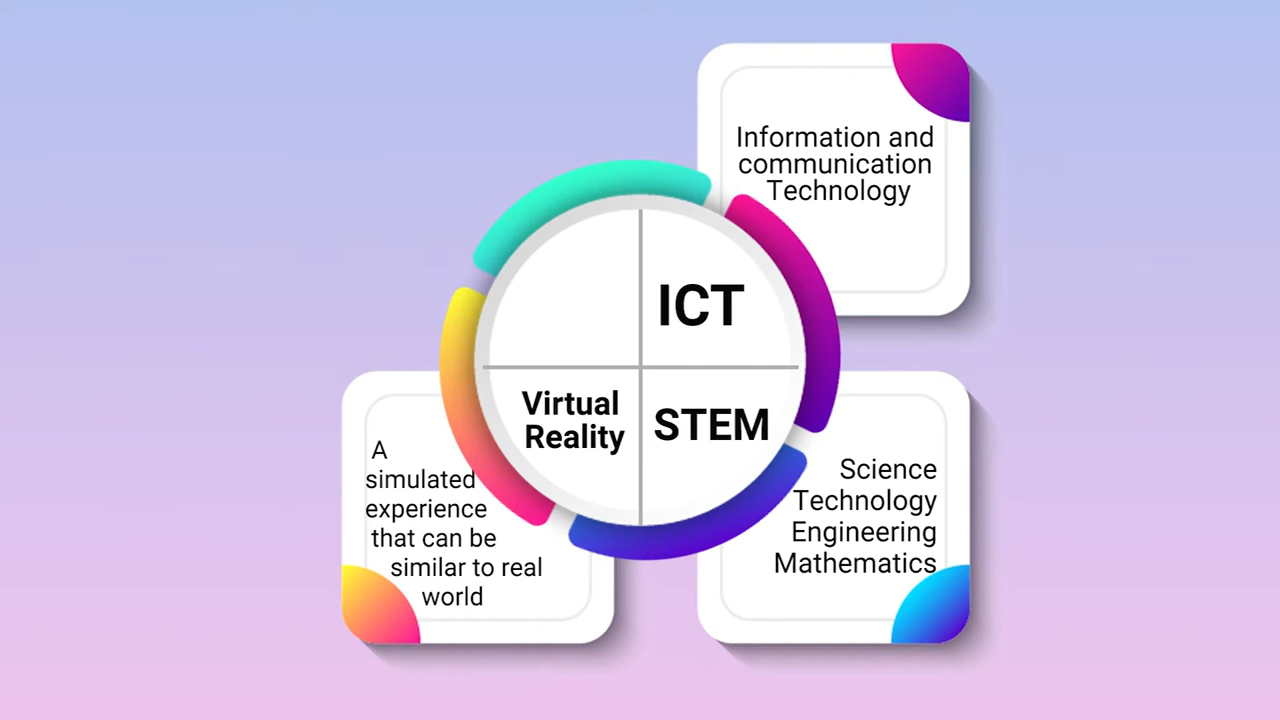 Information and
communication
Technology
ICT
Virtual
Reality
STEM
A
simulated
experience
that can be
similar to real
world
Science
Technology
Engineering
Mathematics